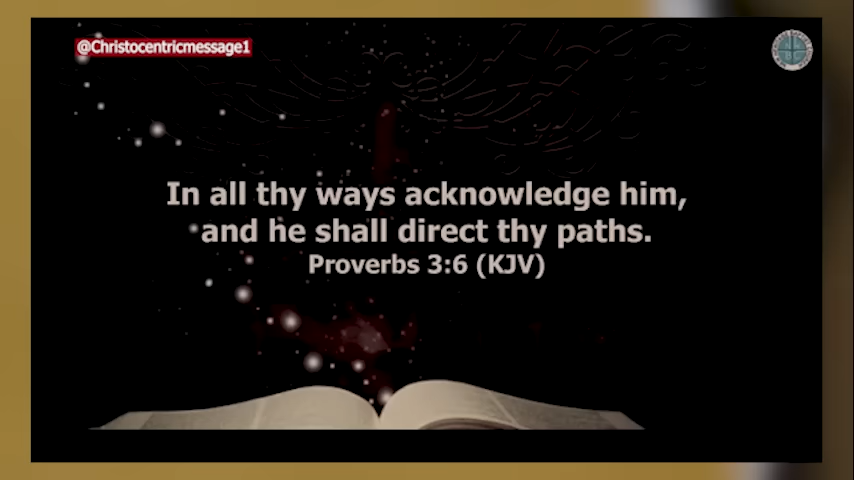 @Christocentricmessage1
In all thy ways acknowledge him,
and he shall direct thy paths.
Proverbs 3:6 (KJV)